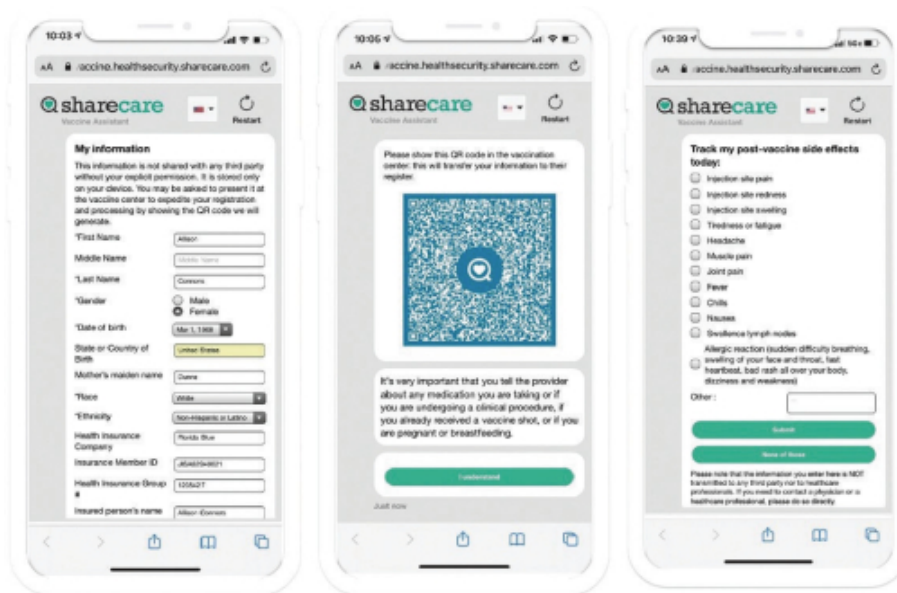 10:03
AA accine.healthsecurity.sharecare.com
sharecare
Vaccine Assistant
Restart
My information
This information is not shared with any third party
without your explicit permission. It is stored only
on your device. You may be asked to present it at
the vaccine center to expedite your registration
and processing by showing the QR code we will
generate.
*First Name
Allison
Middle Name
Middle Name
*Last Name
Connons
*Gender
Male
Female
*Date of birth
Mar 1, 1988
State or Country of
Birth
United States
Mother's maiden name
*Race
White
*Ethnicity
Non-Hispanic or Latino
Health Insurance
Company
Florida Blue
Insurance Member ID
Health Insurance Group
#
Insured person's name
Allison
10:05
AA accine.healthsecurity.sharecare.com
sharecare
Vaccine Assistant
Restart
Please show this QR code in the vaccination
center: this will transfer your information to their
register.
It's very important that you tell the provider
about any medication you are taking or if
you are undergoing a clinical procedure, if
you already received a vaccine shot, or if you
are pregnant or breastfeeding.
I understand
Just now
10:39
AA accine.healthsecurity.sharecare.com
sharecare
Vaccine Assistant
Restart
Track my post-vaccine side effects
today:
Injection site pain
Injection site redness
Injection site swelling
Tiredness or fatigue
Headache
Muscle pain
Joint pain
Fever
Chills
Nausea
Swollence lymph nodes
Allergic reaction (sudden difficulty breathing,
swelling of your face and throat, fast
heartbeat, bad rash all over your body,
dizziness and weakness)
Other :
Submit
None of these
Please note that the information you enter here is NOT
transmitted to any third party nor to healthcare
professionals. If you need to contact a physician or a
healthcare professional, please do so directly.